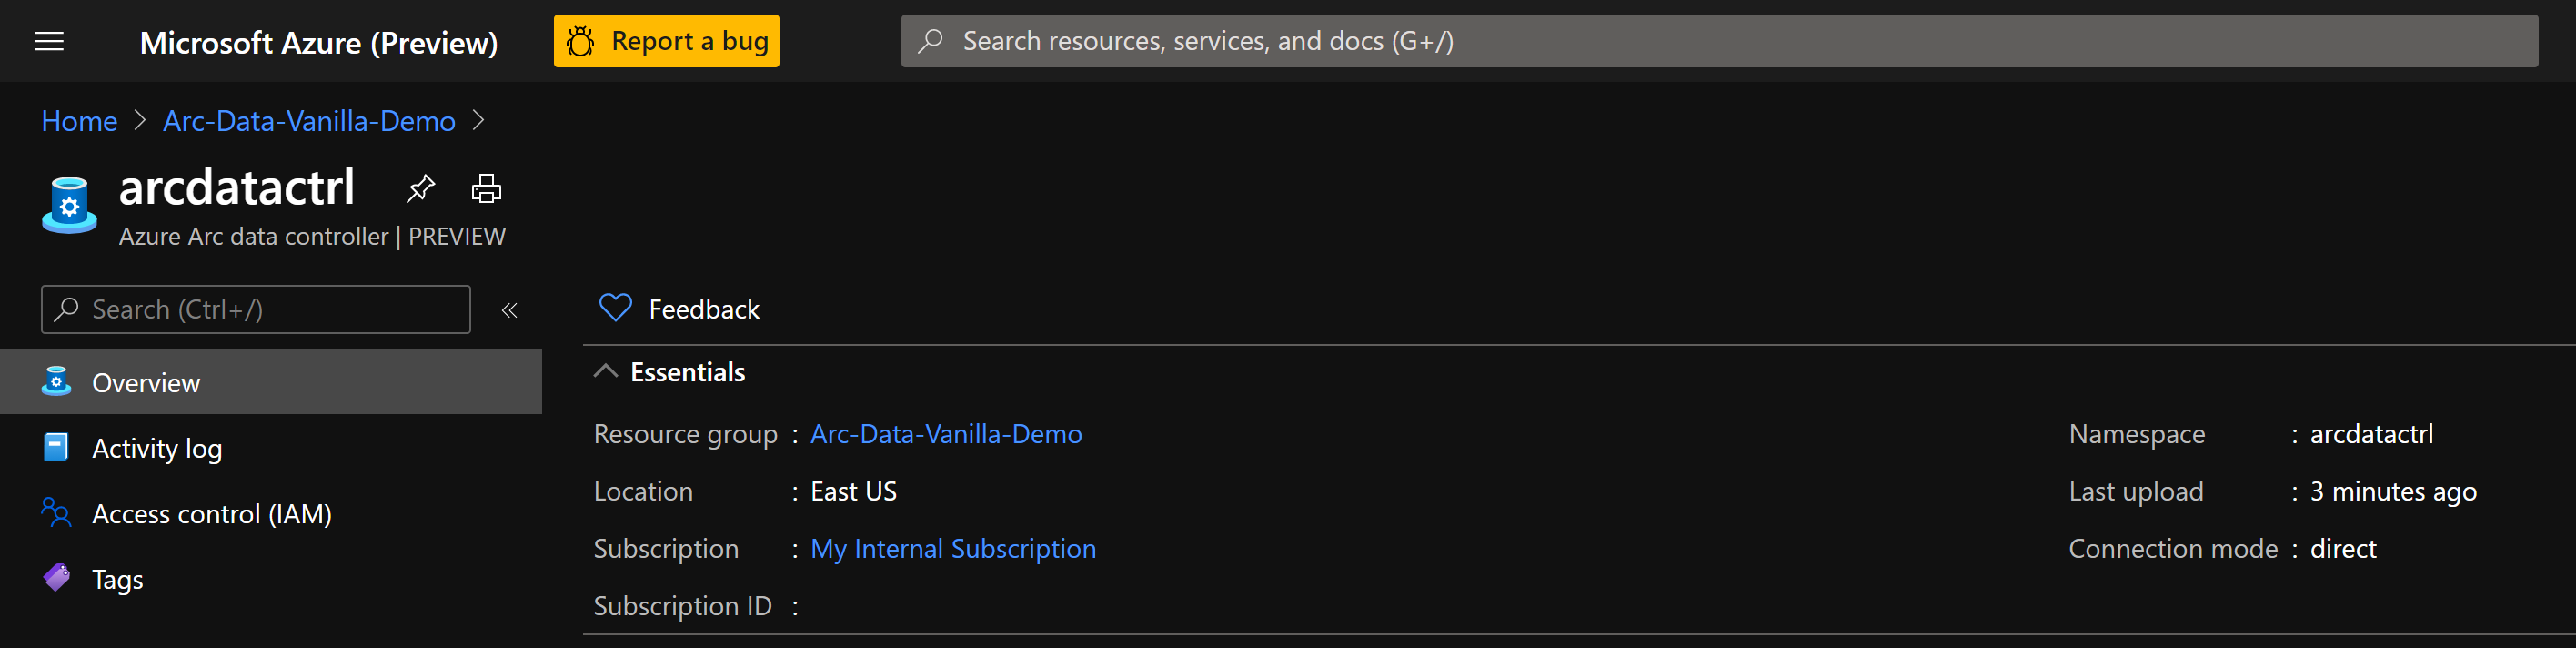 Microsoft Azure (Preview)
Report a bug
Search resources, services, and docs (G+/)
Home > Arc-Data-Vanilla-Demo >
arcdatactrl
Azure Arc data controller | PREVIEW
Search (Ctrl+/)
«
Overview
Activity log
Access control (IAM)
Tags
Feedback
Essentials
Resource group : Arc-Data-Vanilla-Demo
Location : East US
Subscription : My Internal Subscription
Subscription ID :
Namespace : arcdatactrl
Last upload : 3 minutes ago
Connection mode : direct